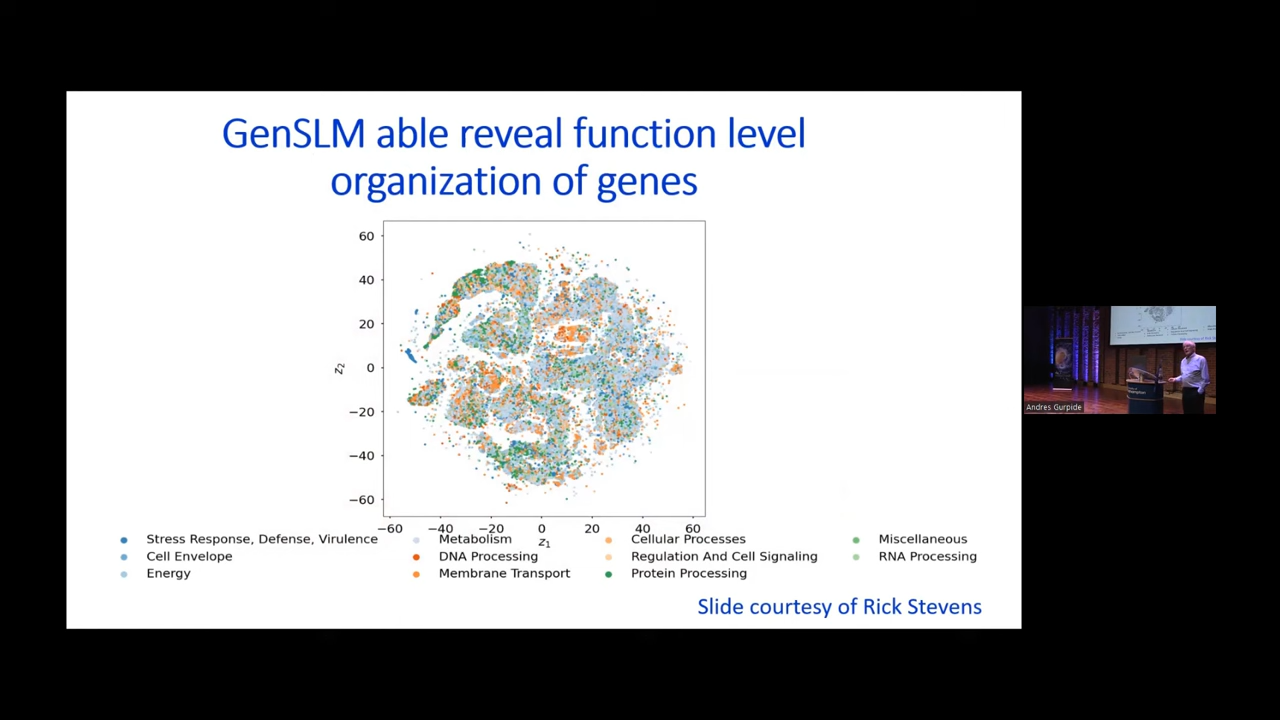 GenSLM able reveal function level
organization of genes
60
40
20
0
−20
−40
−60
z2
−60 −40 −20 0 20 40 60
z1
Stress Response, Defense, Virulence
Cell Envelope
Energy
Metabolism
DNA Processing
Membrane Transport
Cellular Processes
Regulation And Cell Signaling
Protein Processing
Miscellaneous
RNA Processing
Slide courtesy of Rick Stevens
Andres Gurpide